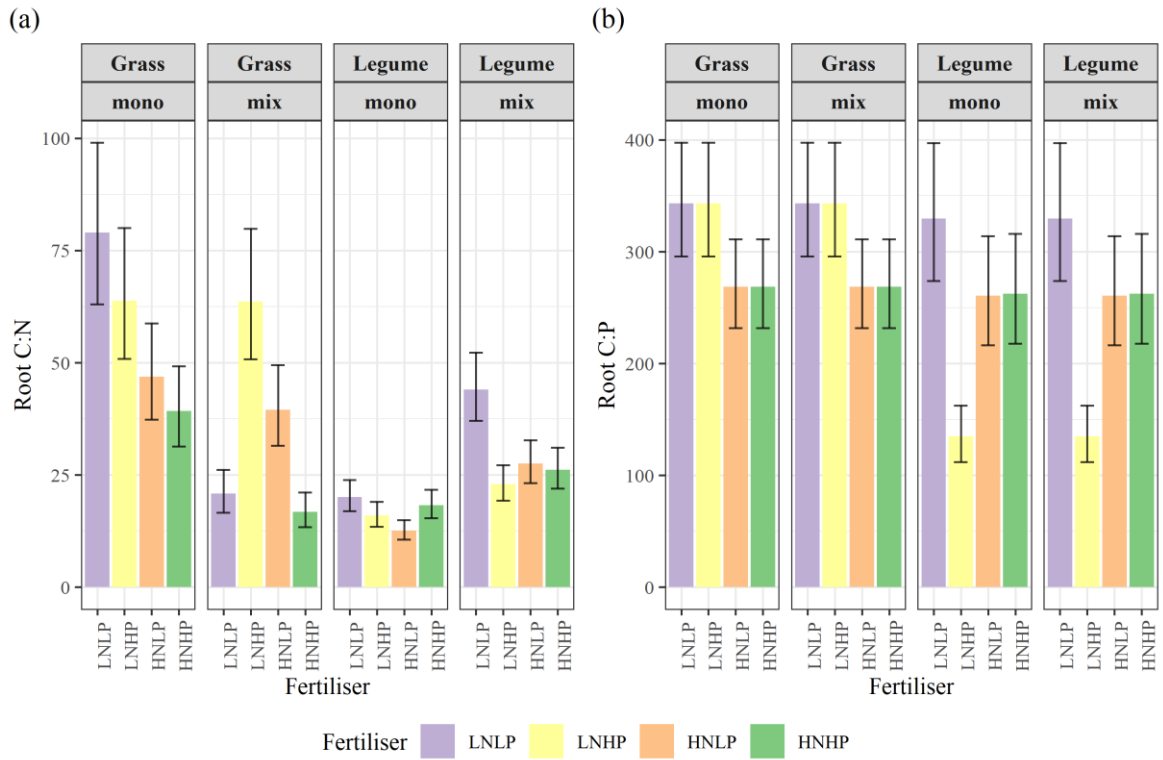 (a)
(b)
Grass Grass Legume Legume
mono mix mono mix
Root C:N
100
75
50
25
0
LNLP LNHP HNLP HNHP LNLP LNHP HNLP HNHP LNLP LNHP HNLP HNHP LNLP LNHP HNLP HNHP
Fertiliser
Grass Grass Legume Legume
mono mix mono mix
Root C:P
400
300
200
100
0
LNLP LNHP HNLP HNHP LNLP LNHP HNLP HNHP LNLP LNHP HNLP HNHP LNLP LNHP HNLP HNHP
Fertiliser
Fertiliser LNLP LNHP HNLP HNHP